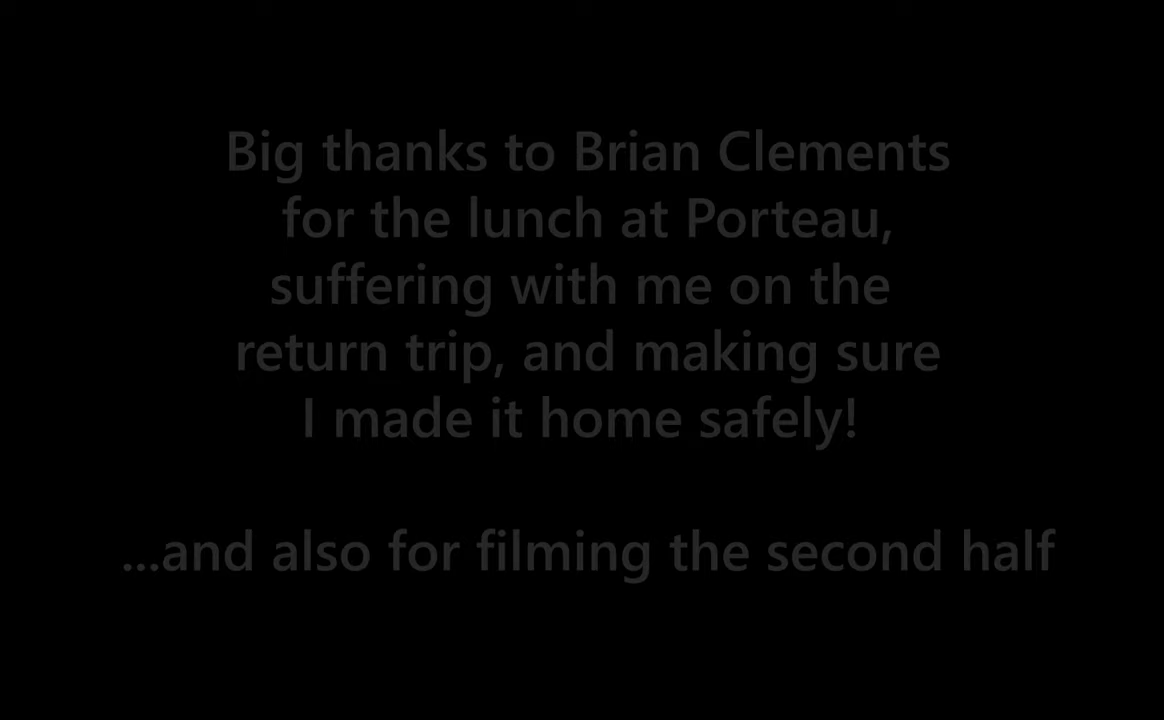 Big thanks to Brian Clements
for the lunch at Porteau,
suffering with me on the
return trip, and making sure
I made it home safely!
...and also for filming the second half